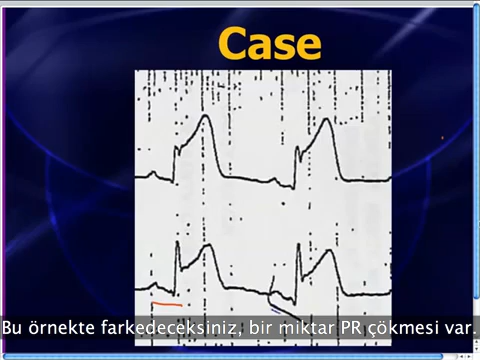 Case
Bu örnekte farkedeceksiniz, bir miktar PR çökmesi var.